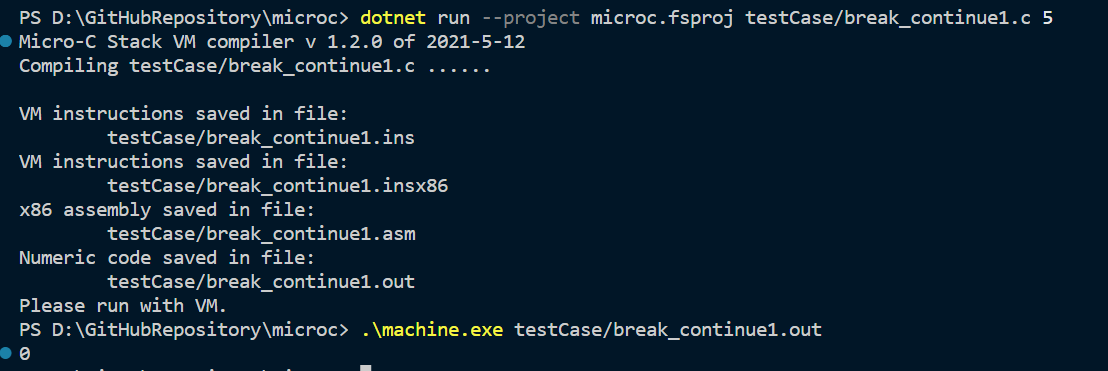 PS D:\GitHubRepository\microc> dotnet run --project microc.fsproj testCase/break_continue1.c 5
Micro-C Stack VM compiler v 1.2.0 of 2021-5-12
Compiling testCase/break_continue1.c ......
VM instructions saved in file:
testCase/break_continue1.ins
VM instructions saved in file:
testCase/break_continue1.insx86
x86 assembly saved in file:
testCase/break_continue1.asm
Numeric code saved in file:
testCase/break_continue1.out
Please run with VM.
PS D:\GitHubRepository\microc> .\machine.exe testCase/break_continue1.out
0